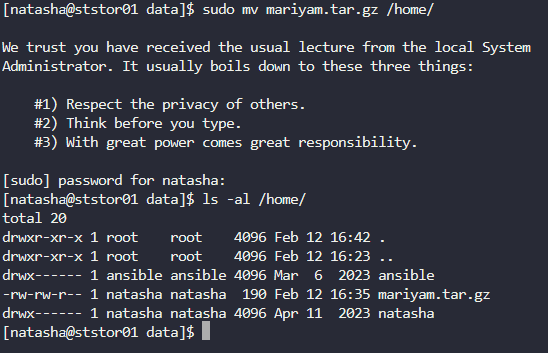 [natasha@ststor01 data]$ sudo mv mariyam.tar.gz /home/
We trust you have received the usual lecture from the local System
Administrator. It usually boils down to these three things:
#1) Respect the privacy of others.
#2) Think before you type.
#3) With great power comes great responsibility.
[sudo] password for natasha:
[natasha@ststor01 data]$ ls -al /home/
total 20
drwxr-xr-x 1 root    root    4096 Feb 12 16:42 .
drwxr-xr-x 1 root    root    4096 Feb 12 16:23 ..
drwx------ 1 ansible ansible 4096 Mar  6  2023 ansible
-rw-rw-r-- 1 natasha natasha  190 Feb 12 16:35 mariyam.tar.gz
drwx------ 1 natasha natasha 4096 Apr 11  2023 natasha
[natasha@ststor01 data]$